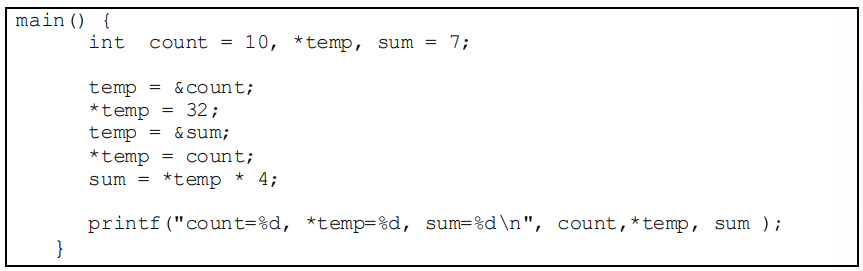 main() {
int  count = 10, *temp, sum = 7;
temp = &count;
*temp = 32;
temp = &sum;
*temp = count;
sum = *temp * 4;
printf("count=%d, *temp=%d, sum=%d\n", count,*temp, sum );
}